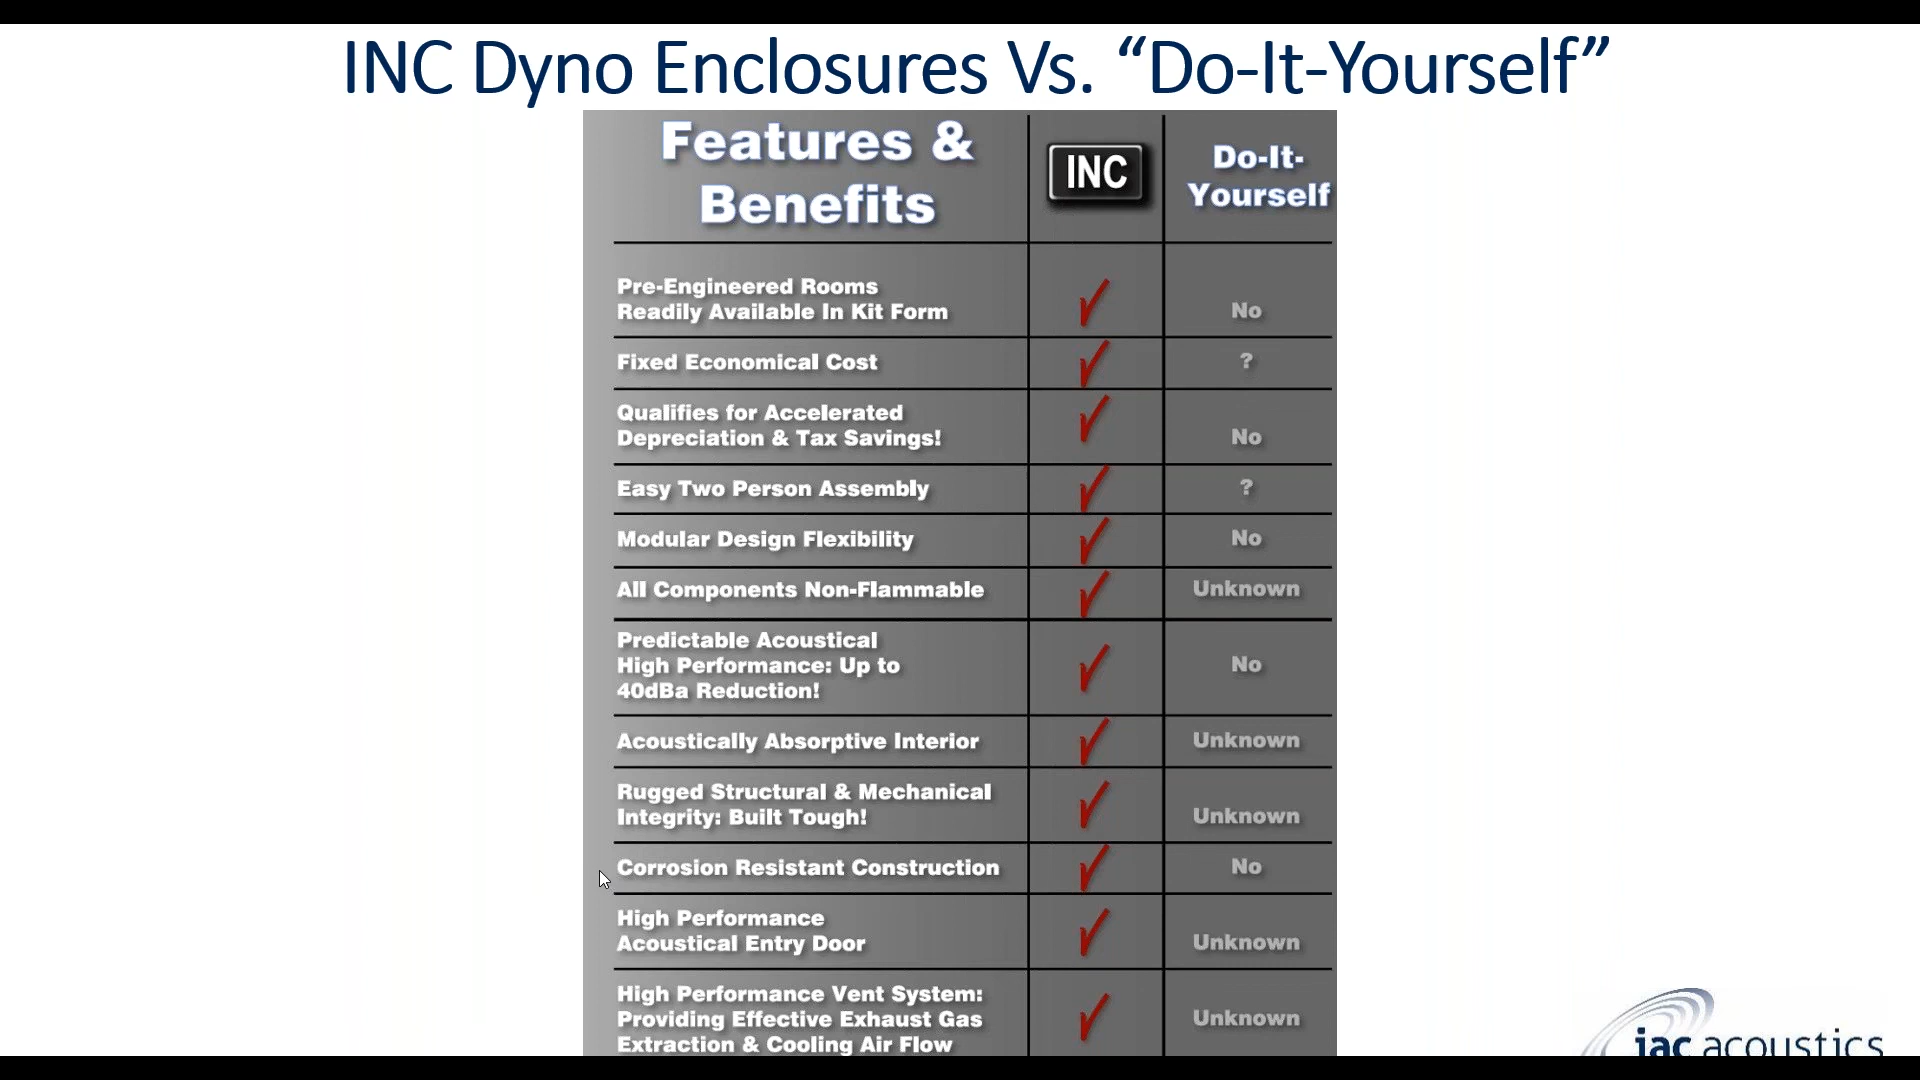 INC Dyno Enclosures Vs. “Do-It-Yourself”
Features &
Benefits
INC
Do-It-
Yourself
Pre-Engineered Rooms
Readily Available In Kit Form
No
Fixed Economical Cost
?
Qualifies for Accelerated
Depreciation & Tax Savings!
No
Easy Two Person Assembly
?
Modular Design Flexibility
No
All Components Non-Flammable
Unknown
Predictable Acoustical
High Performance: Up to
40dBa Reduction!
No
Acoustically Absorptive Interior
Unknown
Rugged Structural & Mechanical
Integrity: Built Tough!
Unknown
Corrosion Resistant Construction
No
High Performance
Acoustical Entry Door
Unknown
High Performance Vent System:
Providing Effective Exhaust Gas
Extraction & Cooling Air Flow
Unknown
iac acoustics